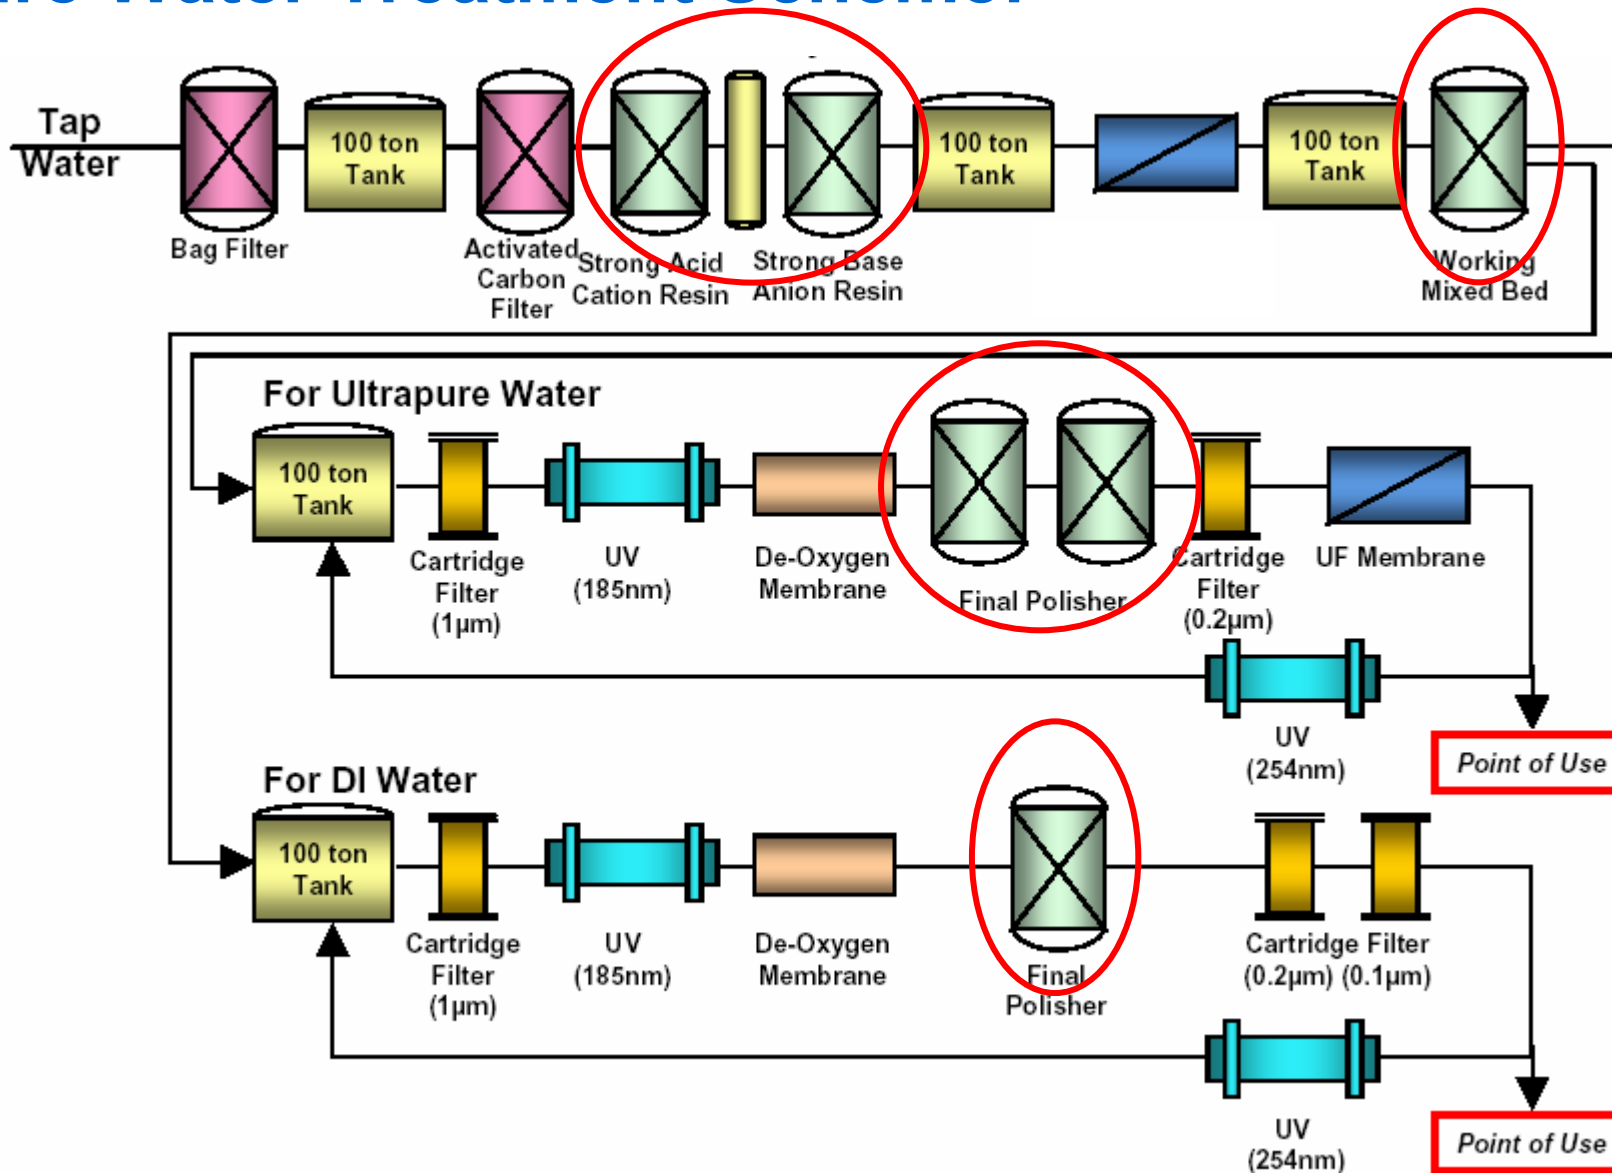 Water Treatment Scheme:
Tap
Water
100 ton
Tank
100 ton
Tank
100 ton
Tank
Bag Filter
Activated
Carbon
Filter
Strong Acid
Cation Resin
Strong Base
Anion Resin
Working
Mixed Bed
For Ultrapure Water
100 ton
Tank
Cartridge
Filter
(1µm)
UV
(185nm)
De-Oxygen
Membrane
Final Polisher
Cartridge
Filter
(0.2µm)
UF Membrane
UV
(254nm)
Point of Use
For DI Water
100 ton
Tank
Cartridge
Filter
(1µm)
UV
(185nm)
De-Oxygen
Membrane
Final
Polisher
Cartridge Filter
(0.2µm) (0.1µm)
UV
(254nm)
Point of Use